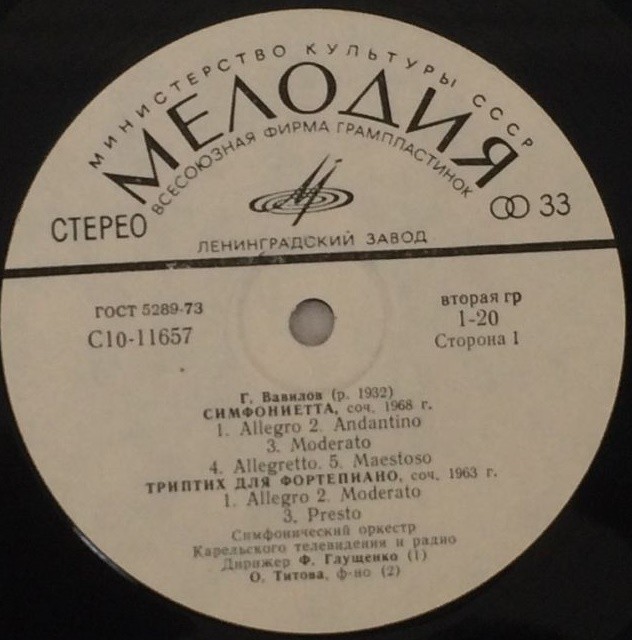 МИНИСТЕРСТВО КУЛЬТУРЫ СССР
МЕЛОДИЯ
ВСЕСОЮЗНАЯ ФИРМА ГРАМПЛАСТИНОК
СТЕРЕО
33
ЛЕНИНГРАДСКИЙ ЗАВОД
ГОСТ 5289-73
С10-11657
вторая гр
1-20
Сторона 1
Г. Вавилов (р. 1932)
СИМФОНИЕТТА, соч. 1968 г.
1. Allegro 2. Andantino
3. Moderato
4. Allegretto. 5. Maestoso
ТРИПТИХ ДЛЯ ФОРТЕПИАНО, соч. 1963 г.
1. Allegro 2. Moderato
3. Presto
Симфонический оркестр
Карельского телевидения и радио
Дирижер Ф. Глущенко (1)
О. Титова, ф-но (2)